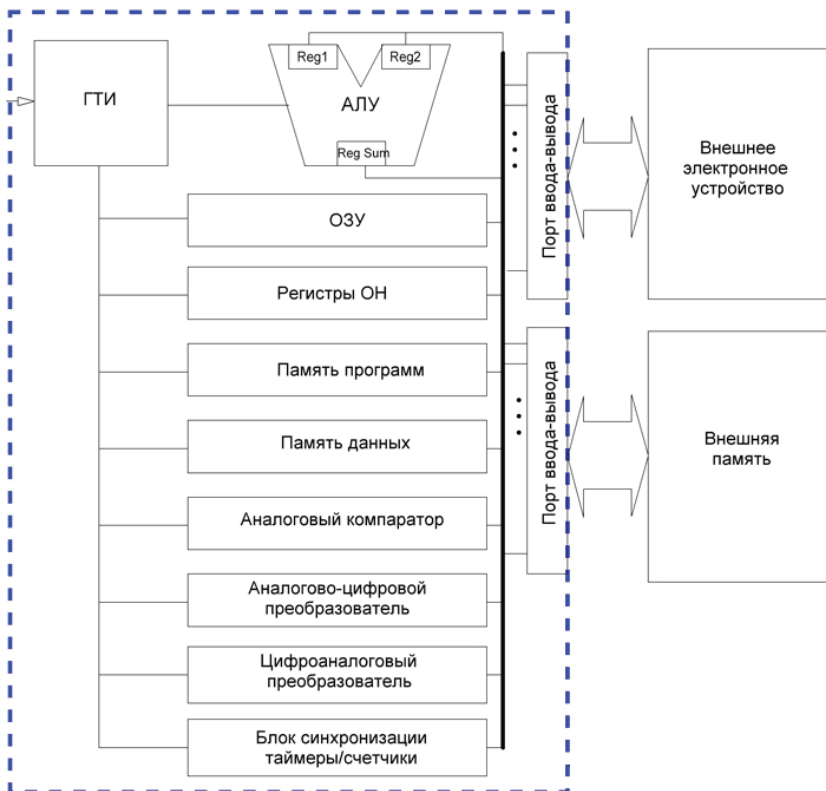 ГТИ
Reg1
Reg2
АЛУ
Reg Sum
ОЗУ
Регистры ОН
Память программ
Память данных
Аналоговый компаратор
Аналогово-цифровой
преобразователь
Цифроаналоговый
преобразователь
Блок синхронизации
таймеры/счетчики
Порт ввода-вывода
Порт ввода-вывода
Внешнее
электронное
устройство
Внешняя
память